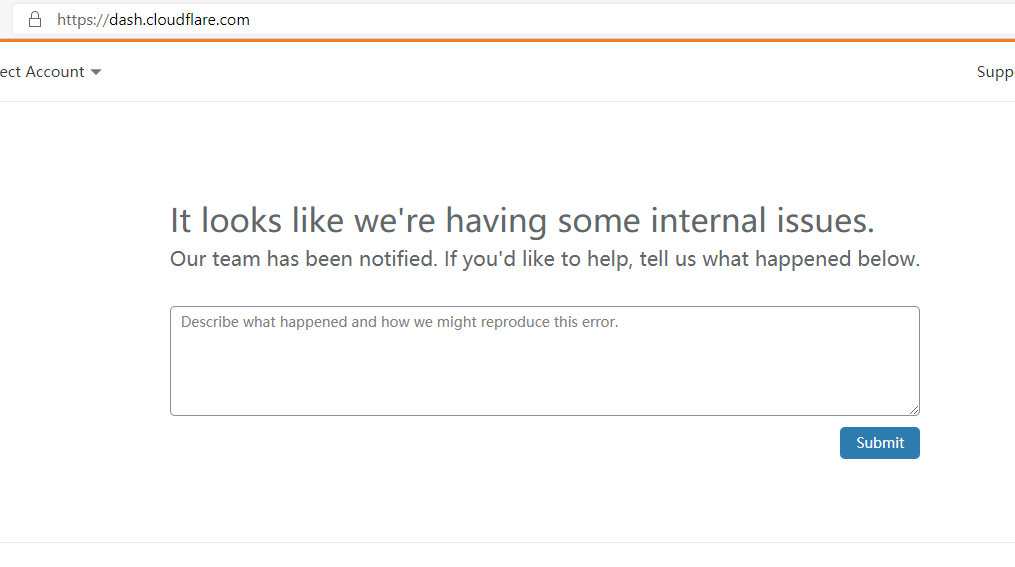 https://dash.cloudflare.com
ect Account
Supp
It looks like we're having some internal issues.
Our team has been notified. If you'd like to help, tell us what happened below.
Describe what happened and how we might reproduce this error.
Submit